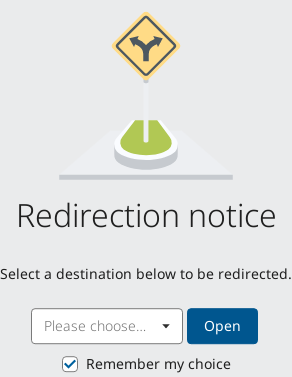 Redirection notice
Select a destination below to be redirected.
Please choose... Open
Remember my choice